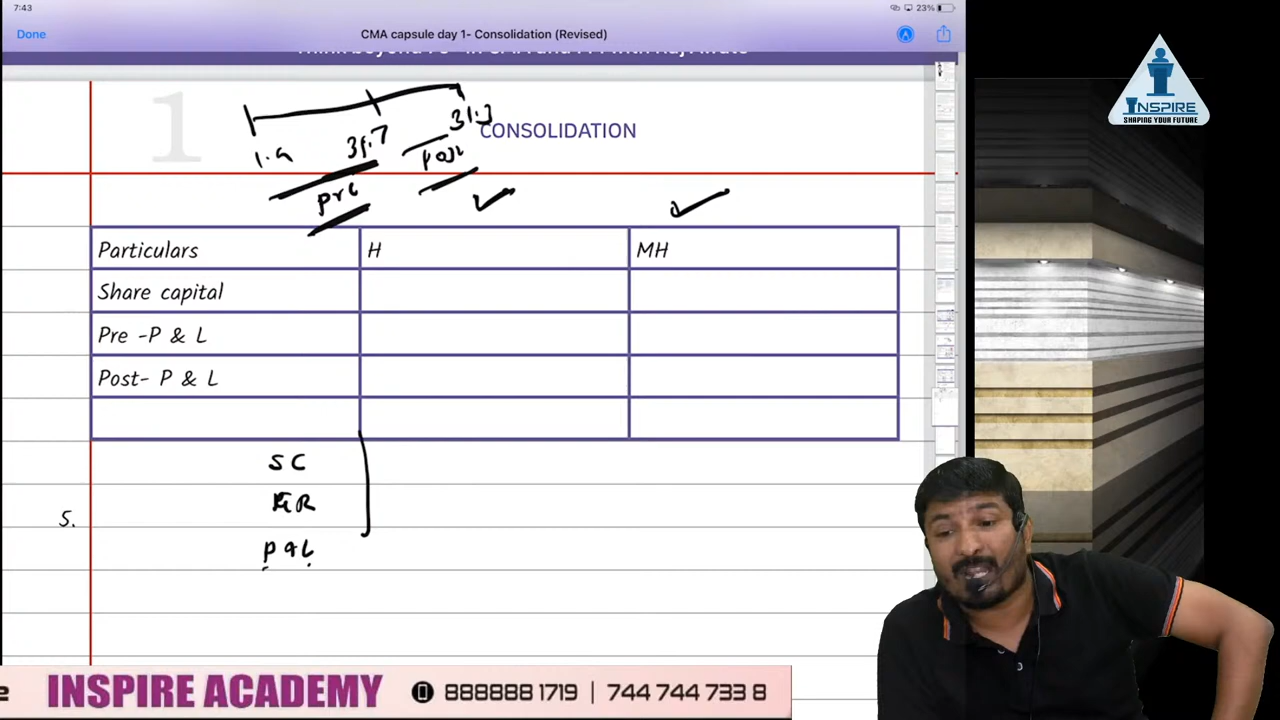 7:43
23%
Done
CMA capsule day 1- Consolidation (Revised)
1
CONSOLIDATION
1.4
31.7
31.3
Pre
Post
Particulars H MH
Share capital
Pre -P & L
Post- P & L
SC
GR
5.
P & L
INSPIRE
SHAPING YOUR FUTURE
e INSPIRE ACADEMY 888888 1719 | 744 744 733 8